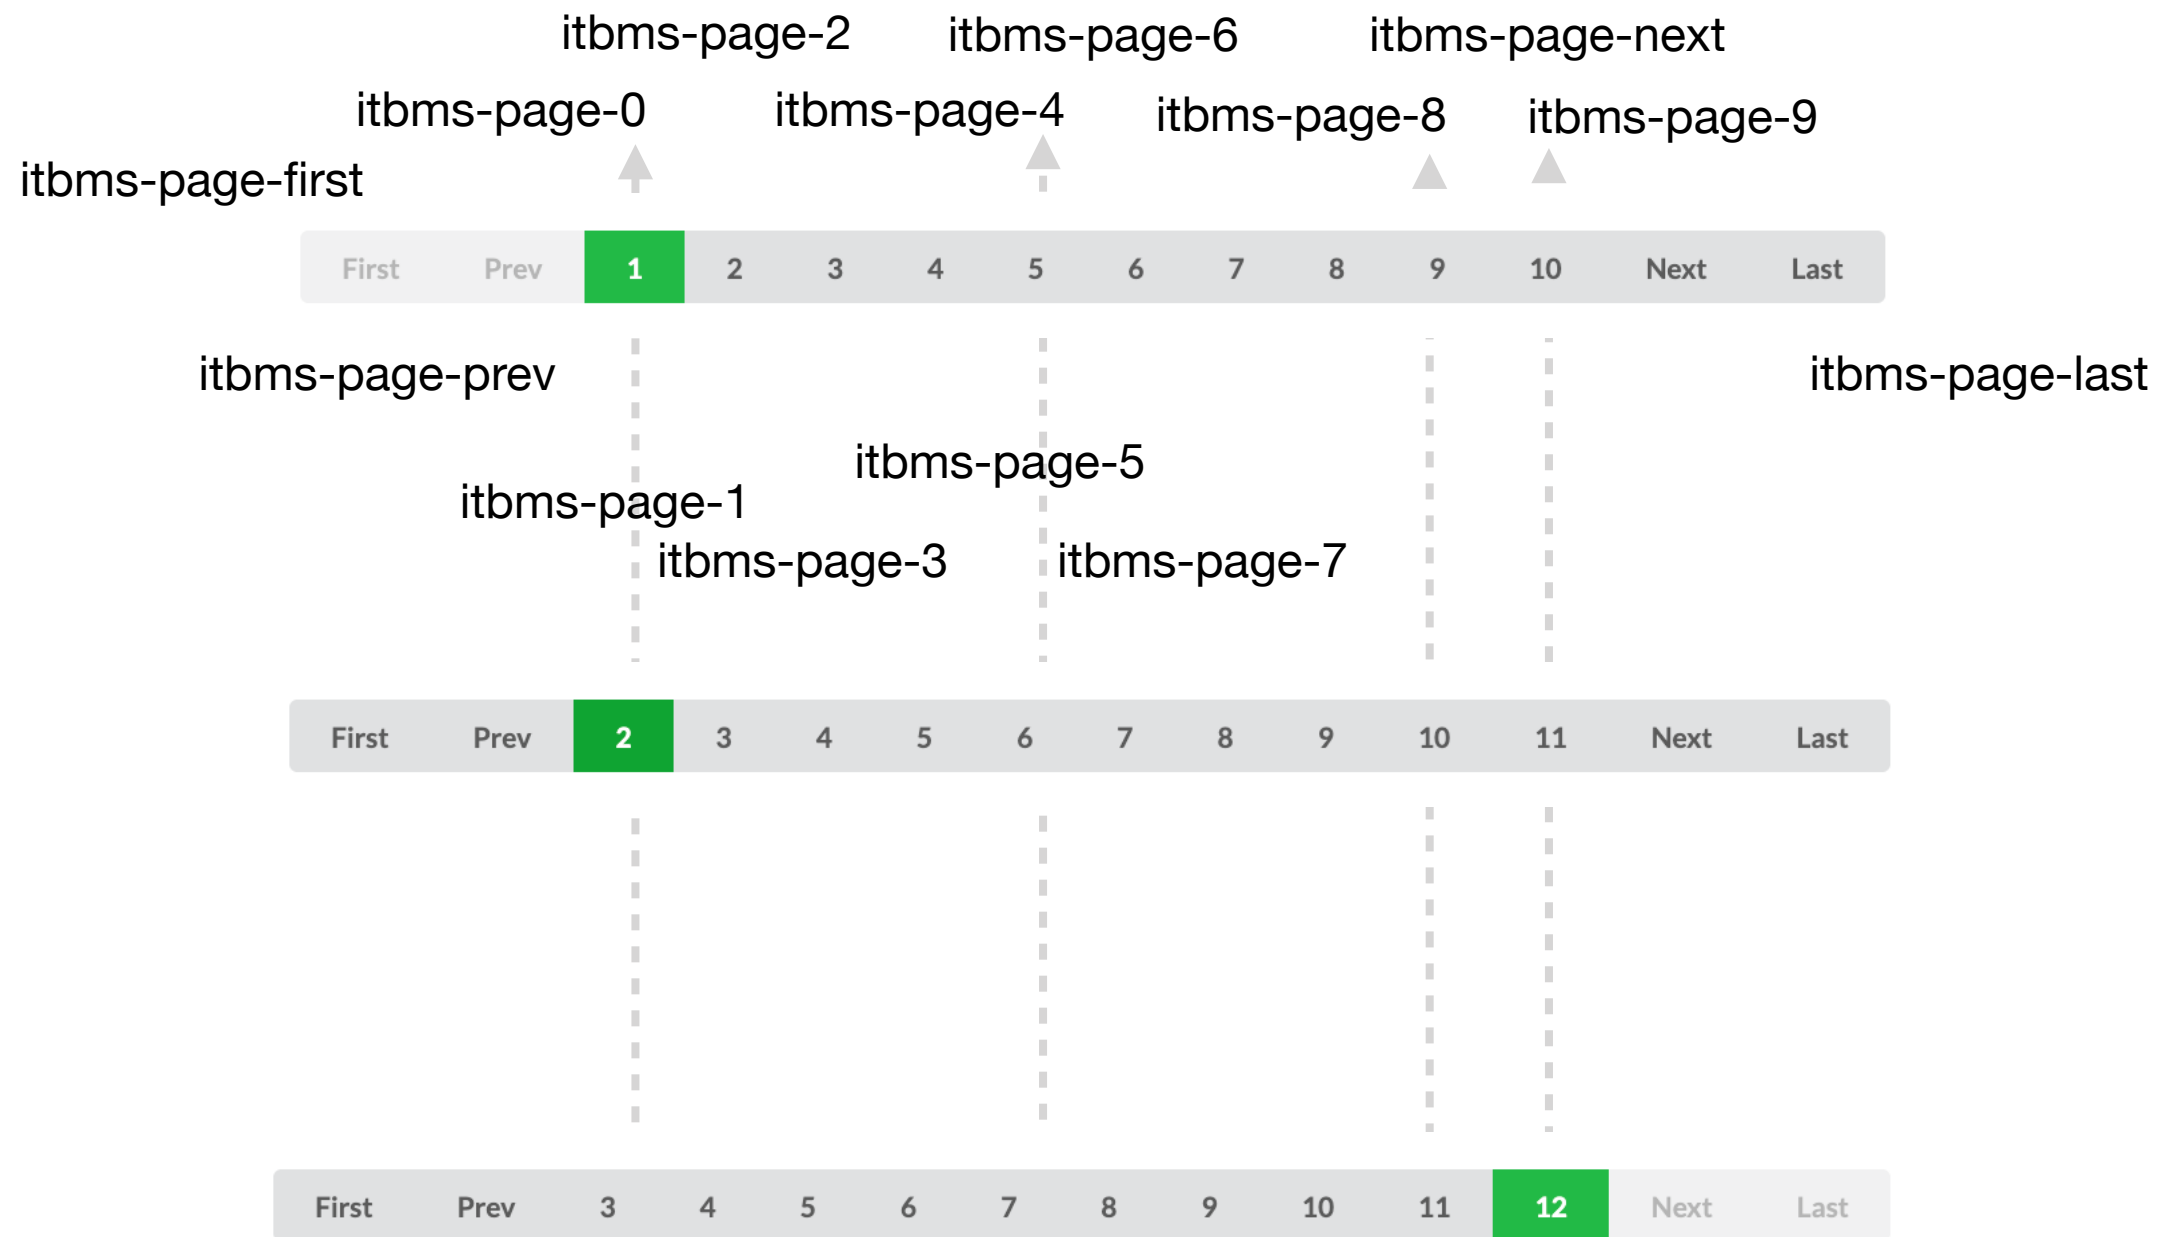 itbms-page-2 itbms-page-6 itbms-page-next
itbms-page-0 itbms-page-4 itbms-page-8 itbms-page-9
itbms-page-first
First Prev 1 2 3 4 5 6 7 8 9 10 Next Last
itbms-page-prev itbms-page-last
itbms-page-5
itbms-page-1
itbms-page-3 itbms-page-7
First Prev 2 3 4 5 6 7 8 9 10 11 Next Last
First Prev 3 4 5 6 7 8 9 10 11 12 Next Last